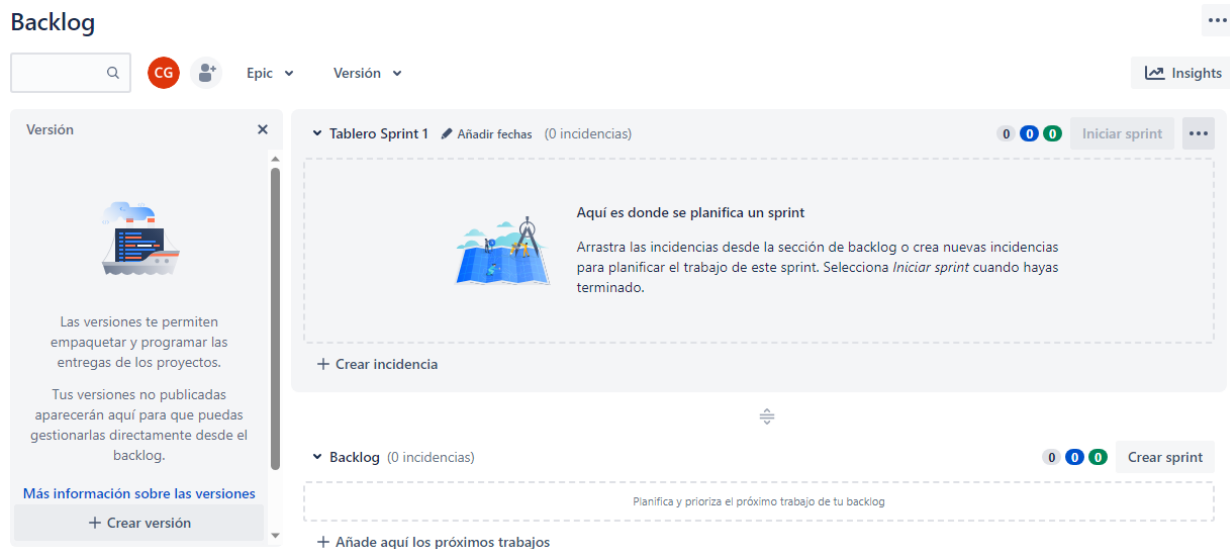 Backlog
CG
Epic
Versión
Insights
Versión
Las versiones te permiten
empaquetar y programar las
entregas de los proyectos.
Tus versiones no publicadas
aparecerán aquí para que puedas
gestionarlas directamente desde el
backlog.
Más información sobre las versiones
+ Crear versión
Tablero Sprint 1 Añadir fechas (0 incidencias) 0 0 0 Iniciar sprint
Aquí es donde se planifica un sprint
Arrastra las incidencias desde la sección de backlog o crea nuevas incidencias
para planificar el trabajo de este sprint. Selecciona Iniciar sprint cuando hayas
terminado.
+ Crear incidencia
Backlog (0 incidencias) 0 0 0 Crear sprint
Planifica y prioriza el próximo trabajo de tu backlog
+ Añade aquí los próximos trabajos